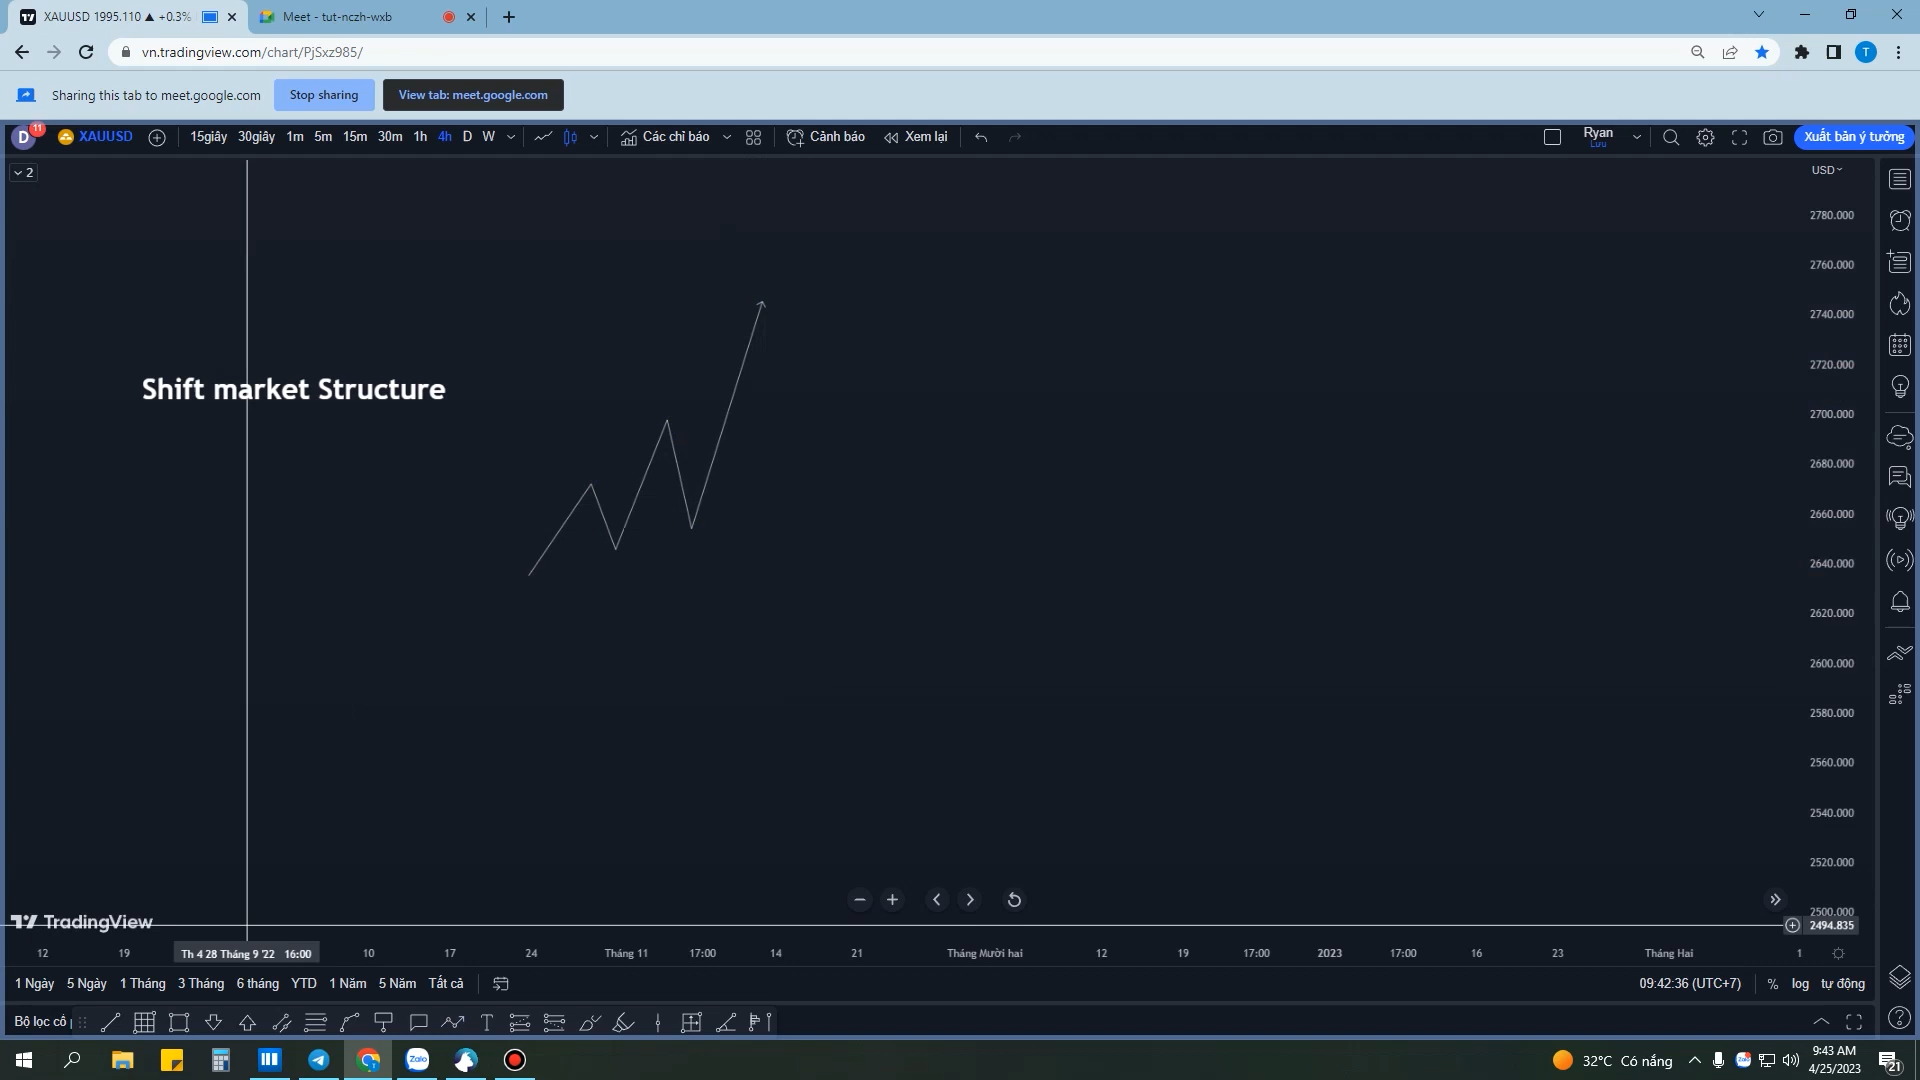 XAUUSD 1995.110 ▲ +0.3%
Meet - tut-nczh-wxb
vn.tradingview.com/chart/PjSxz985/
T
Sharing this tab to meet.google.com
Stop sharing
View tab: meet.google.com
D
11
XAUUSD
15giây 30giây 1m 5m 15m 30m 1h 4h D W
Các chỉ báo
Cảnh báo
Xem lại
Ryan
Lưu
Xuất bản ý tưởng
2
USD
2780.000
2760.000
2740.000
2720.000
2700.000
2680.000
2660.000
2640.000
2620.000
2600.000
2580.000
2560.000
2540.000
2520.000
2500.000
2494.835
Shift market Structure
TradingView
12 19 Th 4 28 Tháng 9 '22 16:00 10 17 24 Tháng 11 17:00 14 21 Tháng Mười hai 12 19 17:00 2023 17:00 16 23 Tháng Hai 1
1 Ngày 5 Ngày 1 Tháng 3 Tháng 6 tháng YTD 1 Năm 5 Năm Tất cả
09:42:36 (UTC+7) % log tự động
Bộ lọc cổ
Zalo
32°C Có nắng
9:43 AM
4/25/2023
21